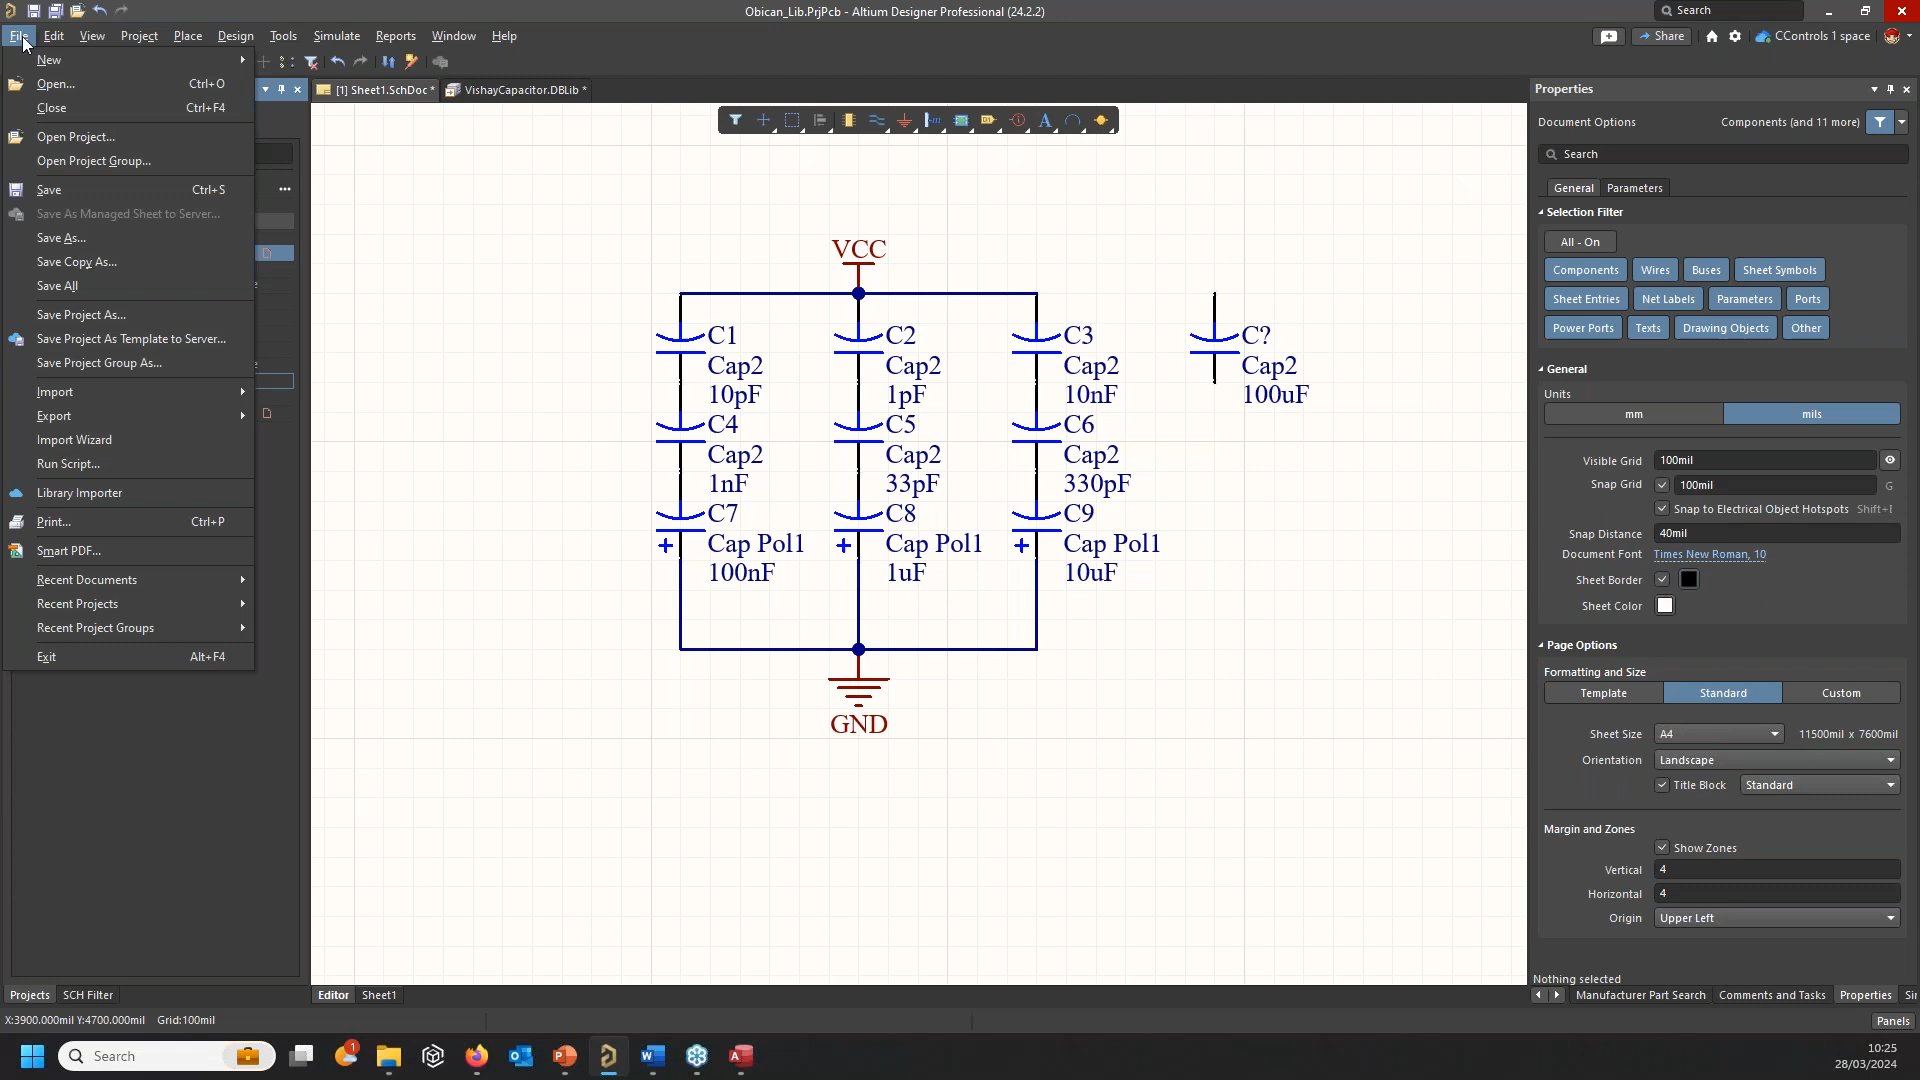 Obican_Lib.PrjPcb - Altium Designer Professional (24.2.2)
Search
File Edit View Project Place Design Tools Simulate Reports Window Help
Share
CControls 1 space
New
Open... Ctrl+O
Close Ctrl+F4
Open Project...
Open Project Group...
Save Ctrl+S
Save As Managed Sheet to Server...
Save As...
Save Copy As...
Save All
Save Project As...
Save Project As Template to Server...
Save Project Group As...
Import
Export
Import Wizard
Run Script...
Library Importer
Print... Ctrl+P
Smart PDF...
Recent Documents
Recent Projects
Recent Project Groups
Exit Alt+F4
[1] Sheet1.SchDoc * VishayCapacitor.DBLib *
VCC
C1
Cap2
10pF
C2
Cap2
1pF
C3
Cap2
10nF
C?
Cap2
100uF
C4
Cap2
1nF
C5
Cap2
33pF
C6
Cap2
330pF
C7
Cap Pol1
100nF
C8
Cap Pol1
1uF
C9
Cap Pol1
10uF
GND
Properties
Document Options Components (and 11 more)
Search
General Parameters
Selection Filter
All - On
Components Wires Buses Sheet Symbols
Sheet Entries Net Labels Parameters Ports
Power Ports Texts Drawing Objects Other
General
Units
mm mils
Visible Grid 100mil
Snap Grid 100mil G
Snap to Electrical Object Hotspots
Snap Distance 40mil
Document Font Times New Roman, 10
Sheet Border
Sheet Color
Page Options
Formatting and Size
Template Standard Custom
Sheet Size A4 11500mil x 7600mil
Orientation Landscape
Title Block Standard
Margin and Zones
Show Zones
Vertical 4
Horizontal 4
Origin Upper Left
Nothing selected
Projects SCH Filter
Editor Sheet1
Manufacturer Part Search Comments and Tasks Properties
X:3900.000mil Y:4700.000mil Grid:100mil
Panels
Search
1
10:25
28/03/2024